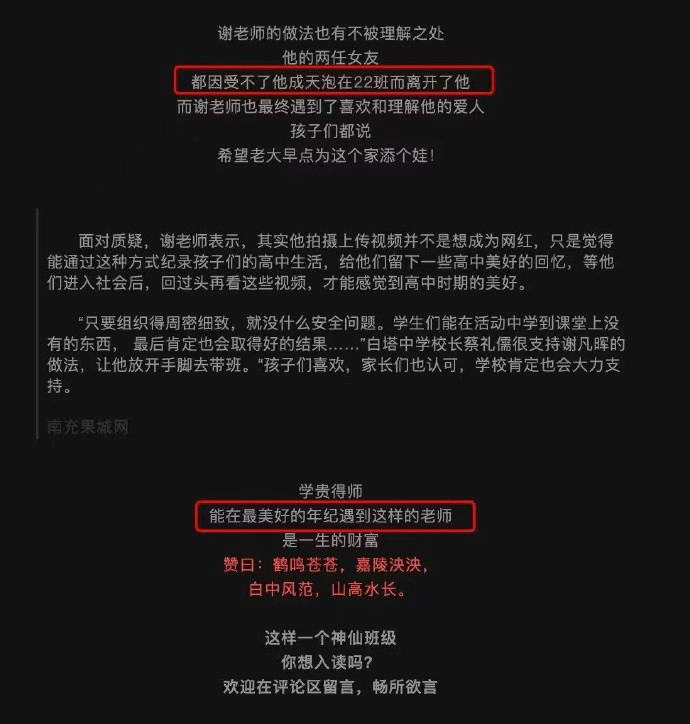 谢老师的做法也有不被理解之处
他的两任女友
都因受不了他成天泡在22班而离开了他
而谢老师也最终遇到了喜欢和理解他的爱人
孩子们都说
希望老大早点为这个家添个娃！
面对质疑，谢老师表示，其实他拍摄上传视频并不是想成为网红，只是觉得
能通过这种方式纪录孩子们的高中生活，给他们留下一些高中美好的回忆，等他
们进入社会后，回过头再看这些视频，才能感觉到高中时期的美好。
“只要组织得周密细致，就没什么安全问题。学生们能在活动中学到课堂上没
有的东西， 最后肯定也会取得好的结果……”白塔中学校长蔡礼儒很支持谢凡晖的
做法，让他放开手脚去带班。“孩子们喜欢，家长们也认可，学校肯定也会大力支
持。
南充果城网
学贵得师
能在最美好的年纪遇到这样的老师
是一生的财富
赞曰：鹤鸣苍苍，嘉陵泱泱，
白中风范，山高水长。
这样一个神仙班级
你想入读吗？
欢迎在评论区留言，畅所欲言